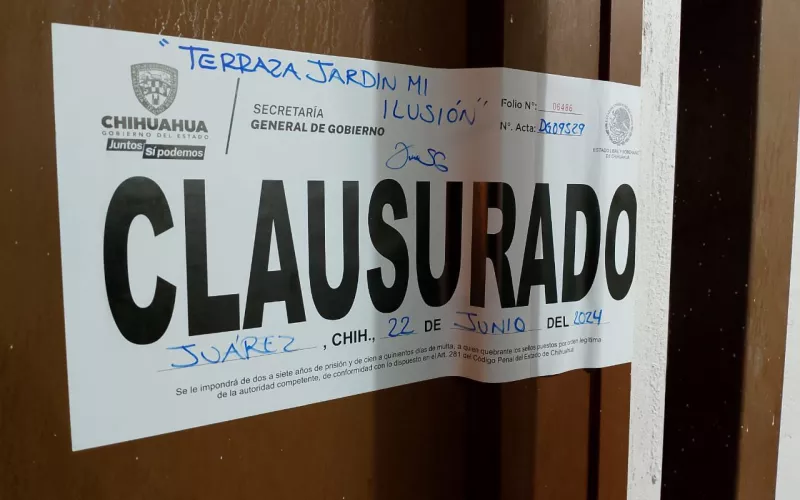 "TERRAZA JARDIN MI
ILUSIÓN"
CHIHUAHUA
GOBIERNO DEL ESTADO
Juntos Sí podemos
SECRETARÍA
GENERAL DE GOBIERNO
Folio N°: 06486
N°. Acta: DG09529
CLAUSURADO
JUÁREZ, CHIH., 22 DE JUNIO DEL 2024
Se le impondrá de dos a siete años de prisión y de cien a quinientos días de multa, a quien quebrante los sellos puestos por orden legítima
de la autoridad competente, de conformidad con lo dispuesto en el Art. 281 del Código Penal del Estado de Chihuahua